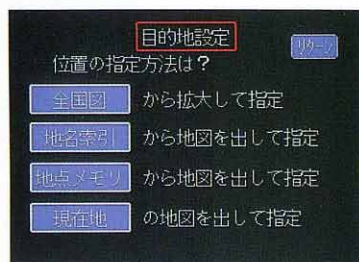 目的地設定
リターン
位置の指定方法は？
全国図 から拡大して指定
地名索引 から地図を出して指定
地点メモリ から地図を出して指定
現在地 の地図を出して指定